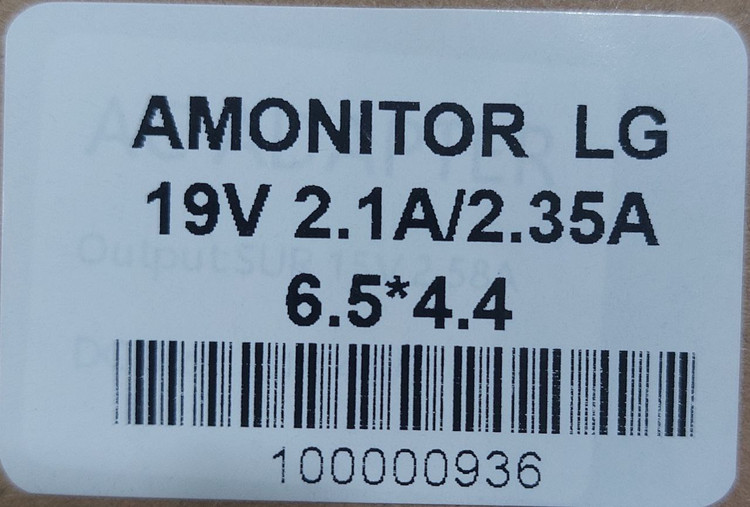 AMONITOR LG
19V 2.1A/2.35A
6.5*4.4
100000936